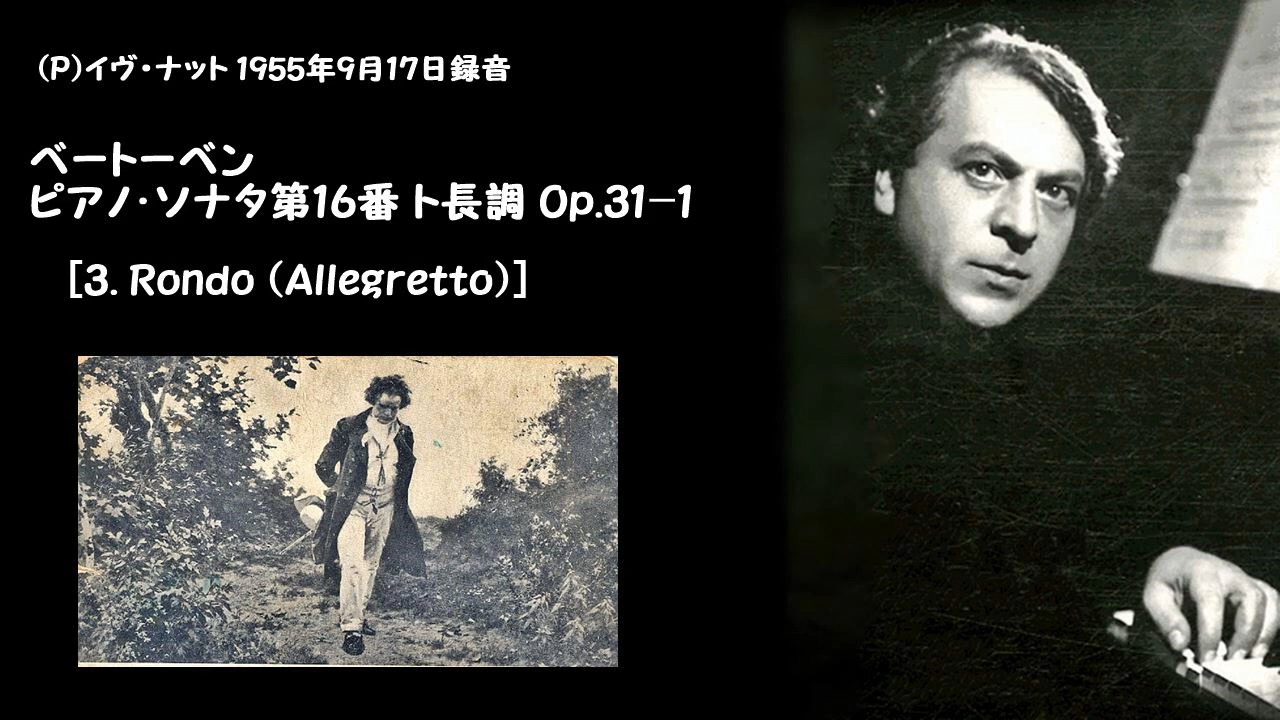 (P)イヴ・ナット 1955年9月17日録音
ベートーベン
ピアノ・ソナタ第16番 ト長調 Op.31-1
[3. Rondo (Allegretto)]